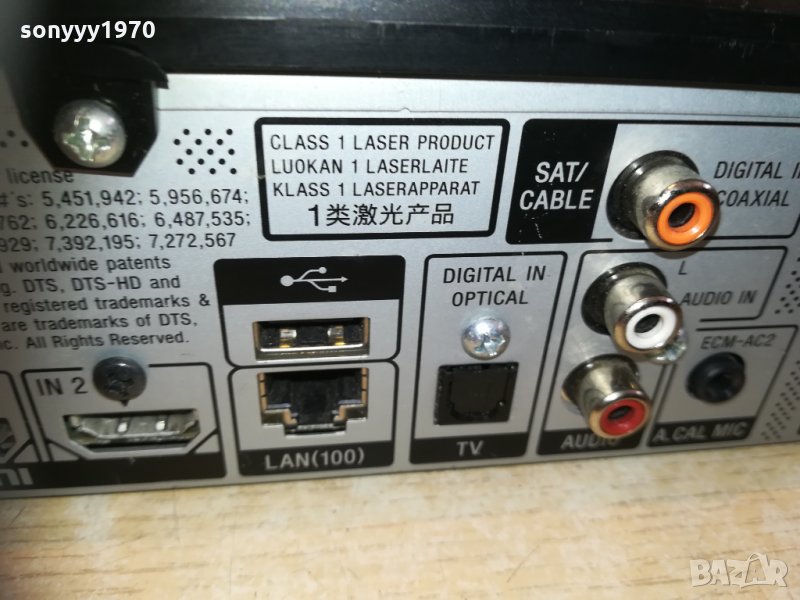 sonyyy1970
license
#'s: 5,451,942; 5,956,674;
762; 6,226,616; 6,487,535;
929; 7,392,195; 7,272,567
worldwide patents
g. DTS, DTS-HD and
registered trademarks &
are trademarks of DTS,
c. All Rights Reserved.
CLASS 1 LASER PRODUCT
LUOKAN 1 LASERLAITE
KLASS 1 LASERAPPARAT
1类激光产品
SAT/
CABLE
DIGITAL IN
COAXIAL
DIGITAL IN
OPTICAL
TV
L
AUDIO IN
AUDIO
ECM-AC2
A. CAL MIC
IN 2
LAN(100)
BAZAR